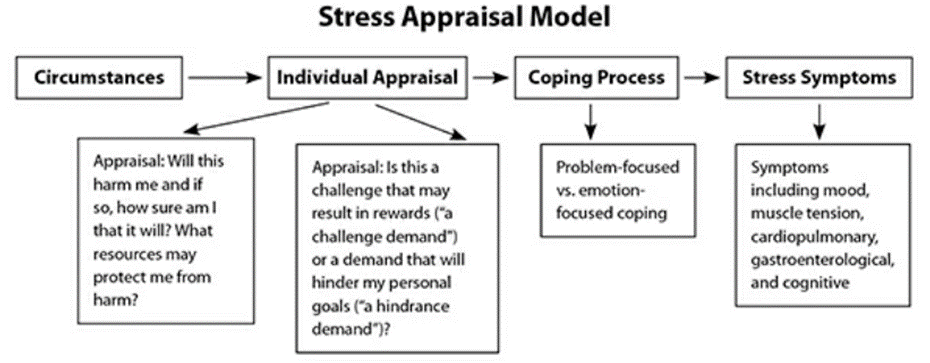 Stress Appraisal Model
Circumstances
Individual Appraisal
Coping Process
Stress Symptoms
Appraisal: Will this
harm me and if
so, how sure am I
that it will? What
resources may
protect me from
harm?
Appraisal: Is this a
challenge that may
result in rewards (“a
challenge demand”)
or a demand that will
hinder my personal
goals (“a hindrance
demand”)?
Problem-focused
vs. emotion-
focused coping
Symptoms
including mood,
muscle tension,
cardiopulmonary,
gastroenterological,
and cognitive